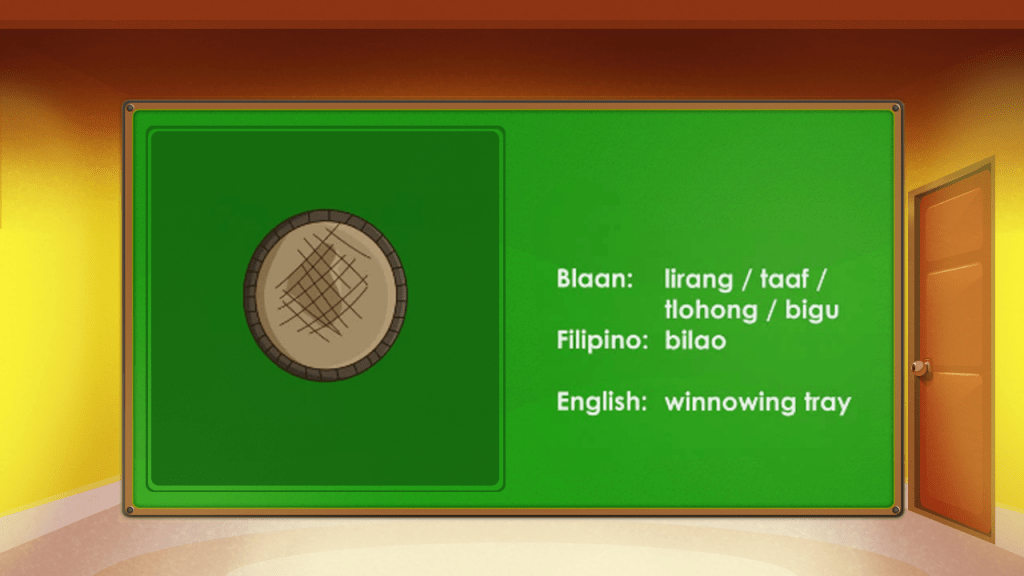 Blaan: lirang / taaf /
tlohong / bigu
Filipino: bilao
English: winnowing tray